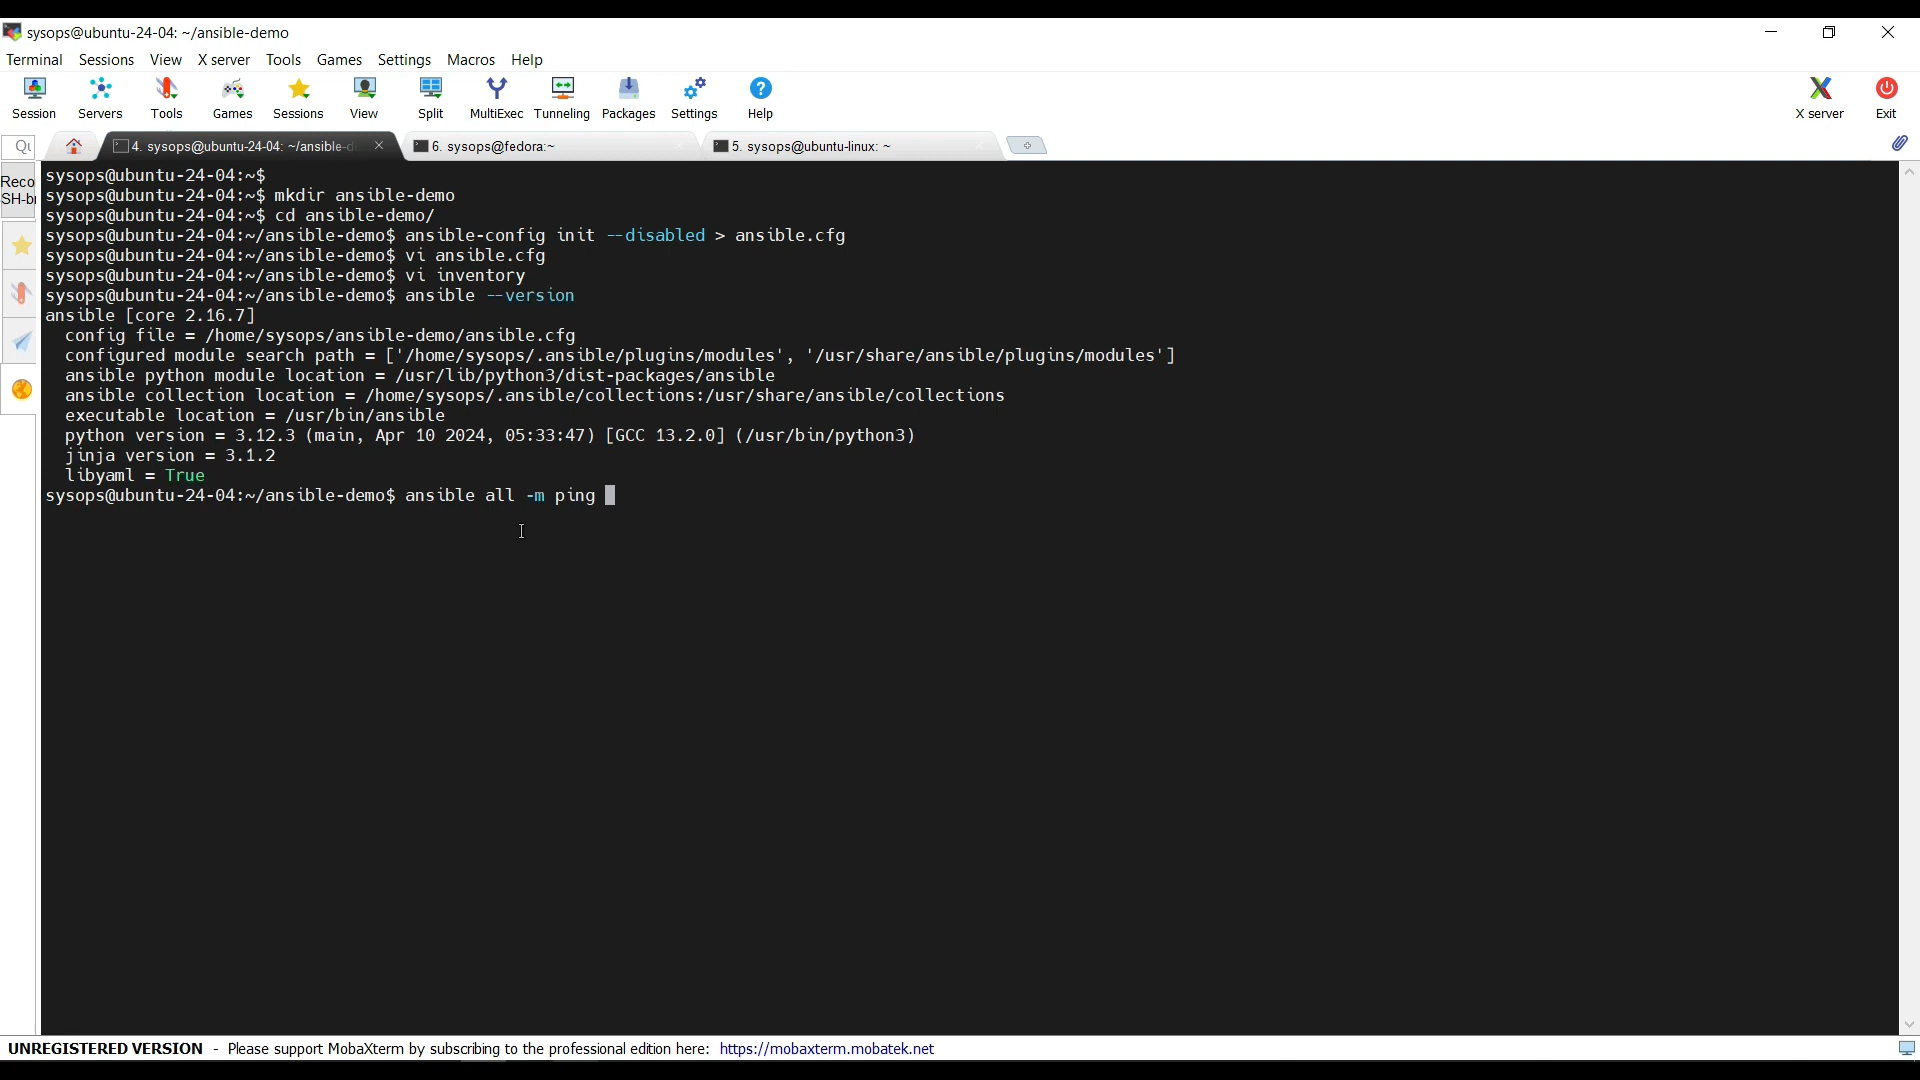 sysops@ubuntu-24-04: ~/ansible-demo
Terminal Sessions View X server Tools Games Settings Macros Help
Session Servers Tools Games Sessions View Split MultiExec Tunneling Packages Settings Help X server Exit
4. sysops@ubuntu-24-04: ~/ansible-d 6. sysops@fedora:~ 5. sysops@ubuntu-linux: ~
Reco
SH-b
sysops@ubuntu-24-04:~$
sysops@ubuntu-24-04:~$ mkdir ansible-demo
sysops@ubuntu-24-04:~$ cd ansible-demo/
sysops@ubuntu-24-04:~/ansible-demo$ ansible-config init --disabled > ansible.cfg
sysops@ubuntu-24-04:~/ansible-demo$ vi ansible.cfg
sysops@ubuntu-24-04:~/ansible-demo$ vi inventory
sysops@ubuntu-24-04:~/ansible-demo$ ansible --version
ansible [core 2.16.7]
config file = /home/sysops/ansible-demo/ansible.cfg
configured module search path = ['/home/sysops/.ansible/plugins/modules', '/usr/share/ansible/plugins/modules']
ansible python module location = /usr/lib/python3/dist-packages/ansible
ansible collection location = /home/sysops/.ansible/collections:/usr/share/ansible/collections
executable location = /usr/bin/ansible
python version = 3.12.3 (main, Apr 10 2024, 05:33:47) [GCC 13.2.0] (/usr/bin/python3)
jinja version = 3.1.2
libyaml = True
sysops@ubuntu-24-04:~/ansible-demo$ ansible all -m ping
UNREGISTERED VERSION - Please support MobaXterm by subscribing to the professional edition here: https://mobaxterm.mobatek.net